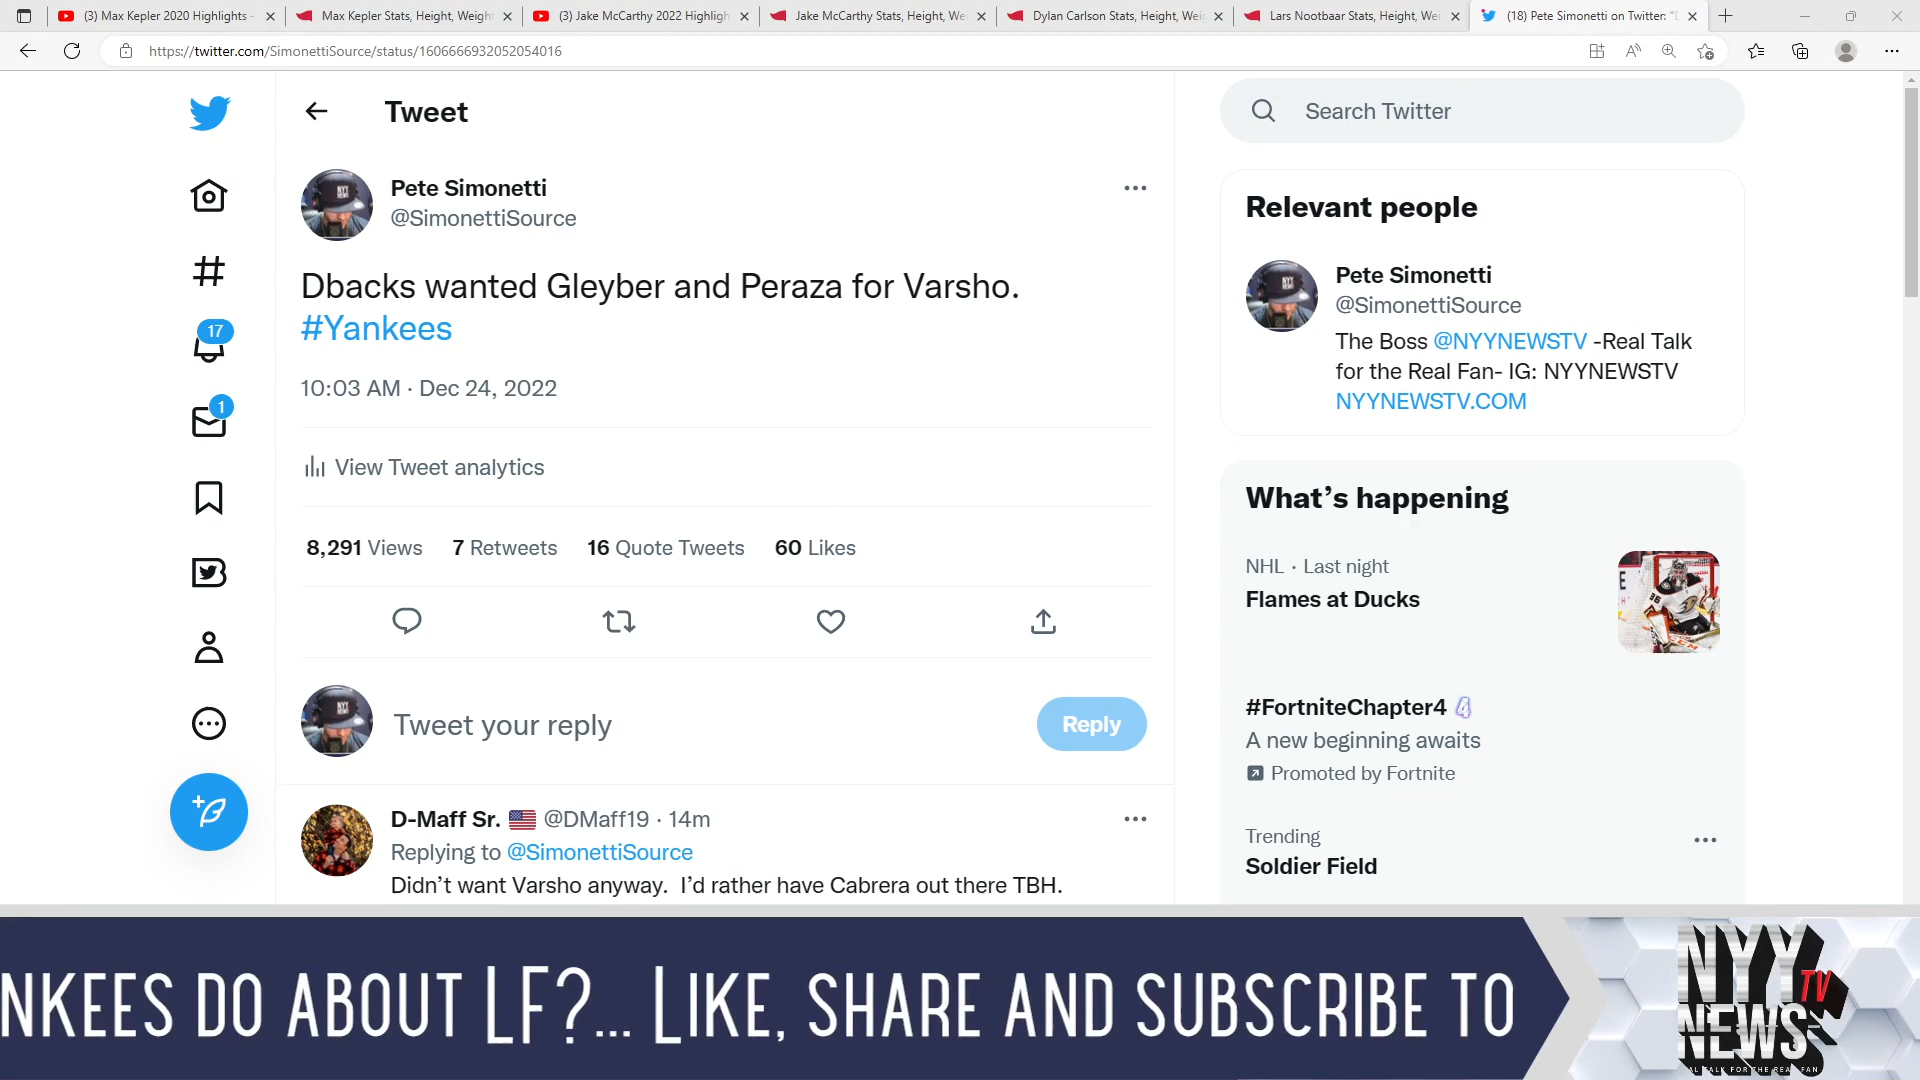 (3) Max Kepler 2020 Highlights -
Max Kepler Stats, Height, Weigh
(3) Jake McCarthy 2022 Highligh
Jake McCarthy Stats, Height, We
Dylan Carlson Stats, Height, Wei
Lars Nootbaar Stats, Height, We
(18) Pete Simonetti on Twitter: "D
https://twitter.com/SimonettiSource/status/1606666932052054016
Tweet
Search Twitter
Pete Simonetti
@SimonettiSource
Dbacks wanted Gleyber and Peraza for Varsho.
#Yankees
10:03 AM · Dec 24, 2022
View Tweet analytics
8,291 Views 7 Retweets 16 Quote Tweets 60 Likes
Tweet your reply
Reply
D-Maff Sr. @DMaff19 · 14m
Replying to @SimonettiSource
Didn’t want Varsho anyway. I’d rather have Cabrera out there TBH.
17
1
Relevant people
Pete Simonetti
@SimonettiSource
The Boss @NYYNEWSTV -Real Talk
for the Real Fan- IG: NYYNEWSTV
NYYNEWSTV.COM
What’s happening
NHL · Last night
Flames at Ducks
#FortniteChapter4
A new beginning awaits
Promoted by Fortnite
Trending
Soldier Field
NKEES DO ABOUT LF?... LIKE, SHARE AND SUBSCRIBE TO
NYY
TV
NEWS
AL TALK FOR THE REAL FAN